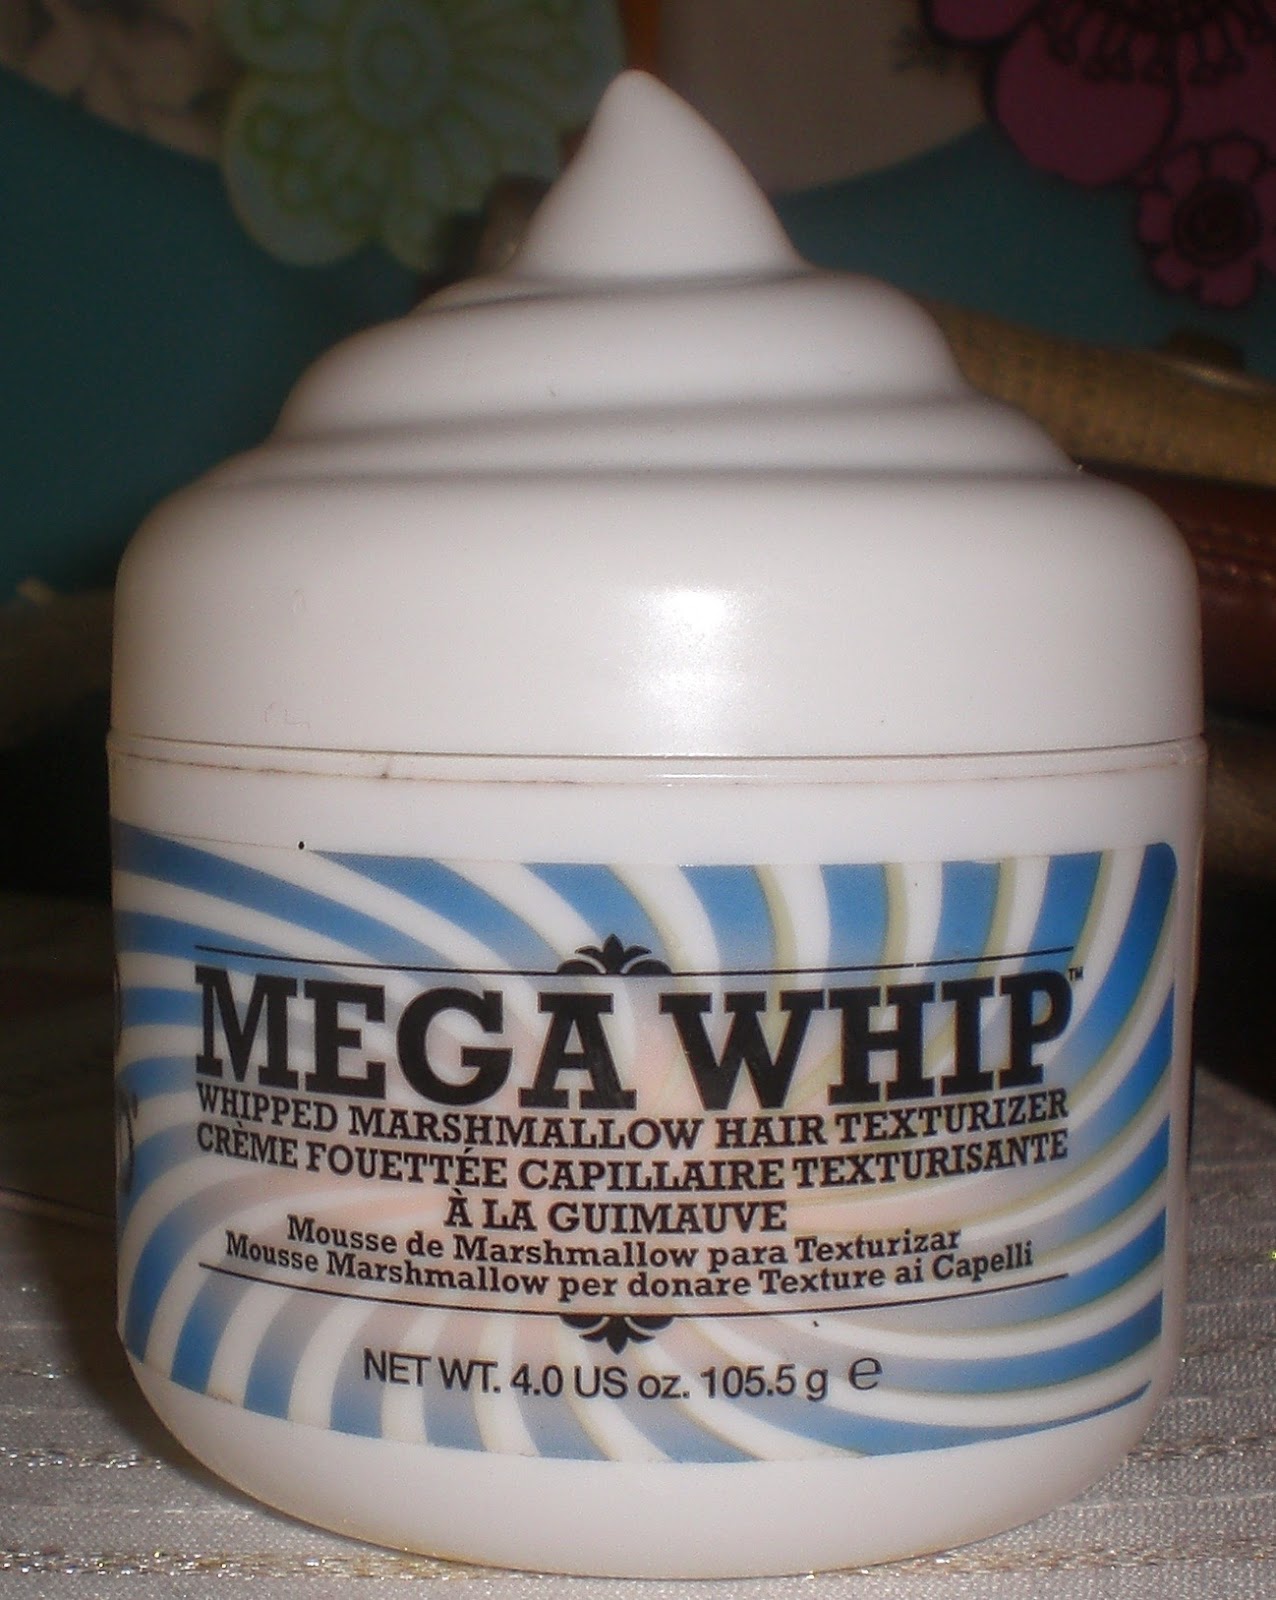 MEGA WHIP™
WHIPPED MARSHMALLOW HAIR TEXTURIZER
CRÈME FOUETTÉE CAPILLAIRE TEXTURISANTE
À LA GUIMAUVE
Mousse de Marshmallow para Texturizar
Mousse Marshmallow per donare Texture ai Capelli
NET WT. 4.0 US oz. 105.5 g ℮